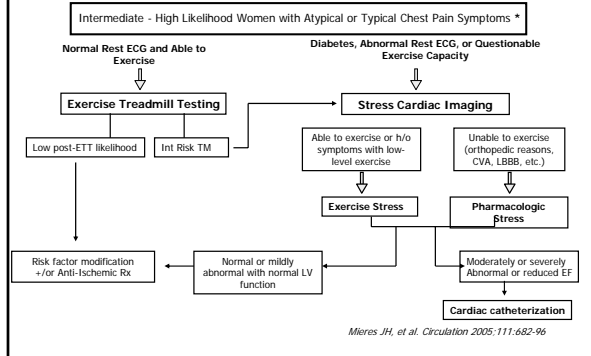 Intermediate - High Likelihood Women with Atypical or Typical Chest Pain Symptoms *
Normal Rest ECG and Able to
Exercise
Diabetes, Abnormal Rest ECG, or Questionable
Exercise Capacity
Exercise Treadmill Testing
Stress Cardiac Imaging
Low post-ETT likelihood
Int Risk TM
Able to exercise or h/o
symptoms with low-
level exercise
Unable to exercise
(orthopedic reasons,
CVA, LBBB, etc.)
Exercise Stress
Pharmacologic
Stress
Risk factor modification
+/or Anti-Ischemic Rx
Normal or mildly
abnormal with normal LV
function
Moderately or severely
Abnormal or reduced EF
Cardiac catheterization
Mieres JH, et al. Circulation 2005;111:682-96